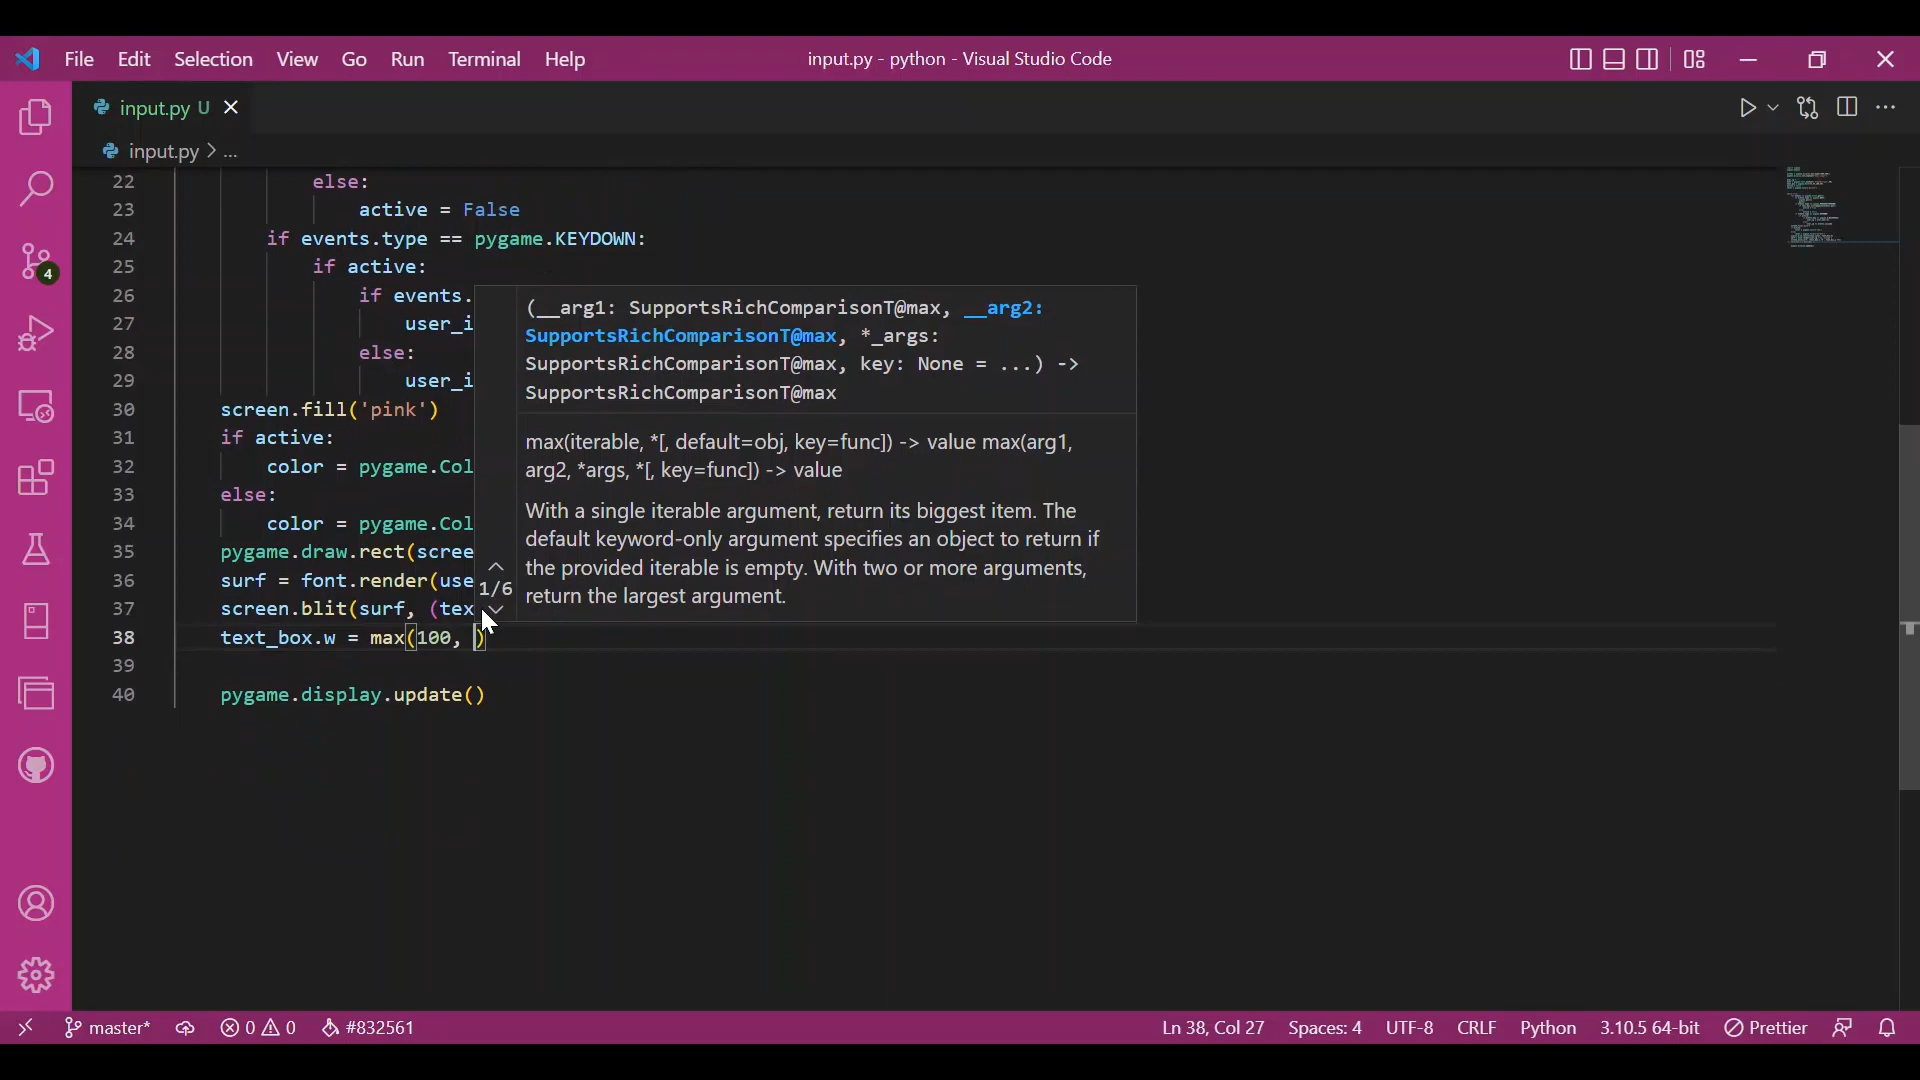 File Edit Selection View Go Run Terminal Help input.py - python - Visual Studio Code
input.py U
input.py > ...
22 else:
23 active = False
24 if events.type == pygame.KEYDOWN:
25 if active:
26 if events.
27 user_i
28 else:
29 user_i
30 screen.fill('pink')
31 if active:
32 color = pygame.Col
33 else:
34 color = pygame.Col
35 pygame.draw.rect(scree
36 surf = font.render(use
37 screen.blit(surf, (tex
38 text_box.w = max(100, )
39
40 pygame.display.update()
(__arg1: SupportsRichComparisonT@max, __arg2:
SupportsRichComparisonT@max, *_args:
SupportsRichComparisonT@max, key: None = ...) ->
SupportsRichComparisonT@max
max(iterable, *[, default=obj, key=func]) -> value max(arg1,
arg2, *args, *[, key=func]) -> value
With a single iterable argument, return its biggest item. The
default keyword-only argument specifies an object to return if
the provided iterable is empty. With two or more arguments,
return the largest argument.
1/6
4
master* 0 0 #832561 Ln 38, Col 27 Spaces: 4 UTF-8 CRLF Python 3.10.5 64-bit Prettier